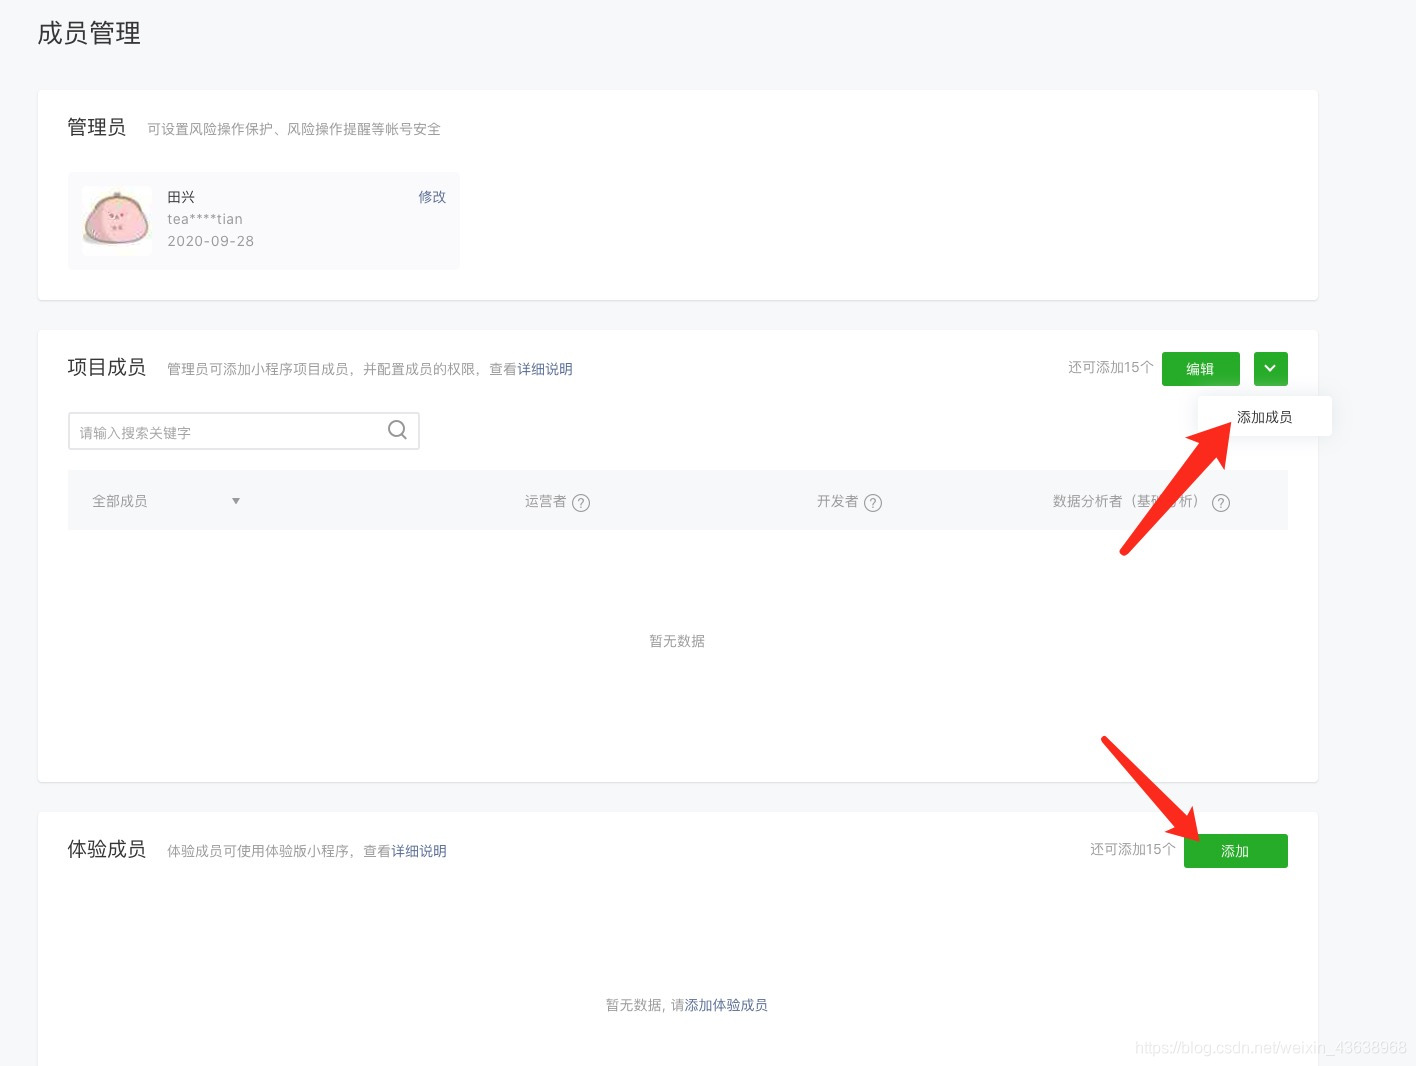 成员管理
管理员 可设置风险操作保护、风险操作提醒等帐号安全
田兴 修改
tea****tian
2020-09-28
项目成员 管理员可添加小程序项目成员，并配置成员的权限，查看详细说明 还可添加15个 编辑
添加成员
请输入搜索关键字
全部成员 运营者 ? 开发者 ? 数据分析者（基础分析） ?
暂无数据
体验成员 体验成员可使用体验版小程序，查看详细说明 还可添加15个 添加
暂无数据, 请添加体验成员
https://blog.csdn.net/weixin_43638968